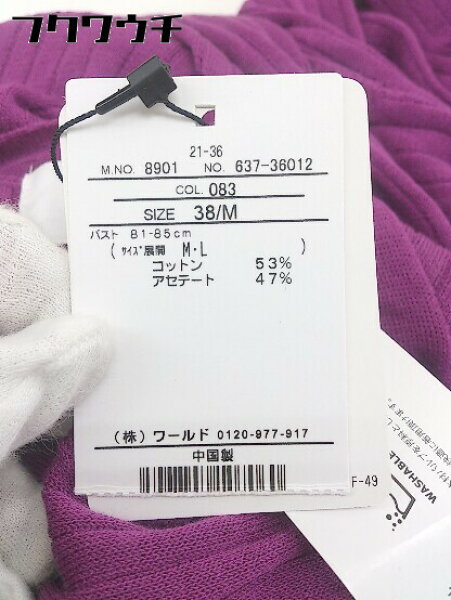 フクワウチ
21-36
M.NO. 8901 NO. 637-36012
COL. 083
SIZE 38/M
バスト 81-85cm
(サイズ展開 M・L )
コットン 53%
アセテート 47%
(株)ワールド 0120-977-917
中国製
F-49
WASHABLE